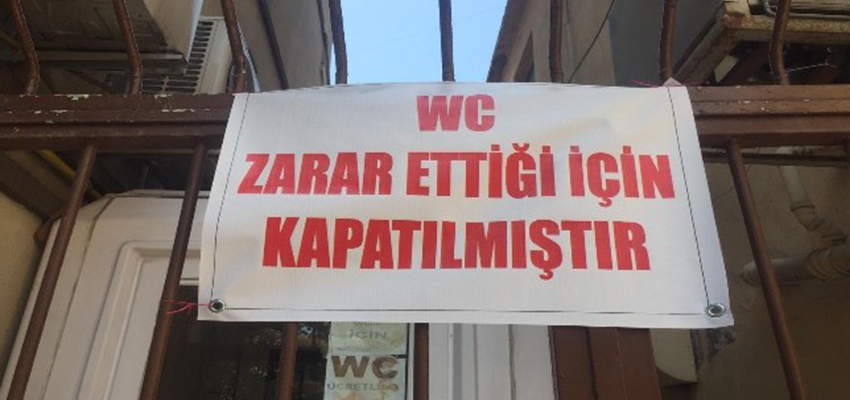 WC
ZARAR ETTİĞİ İÇİN
KAPATILMIŞTIR
İÇİN
WC
ÜCRETLİDİR